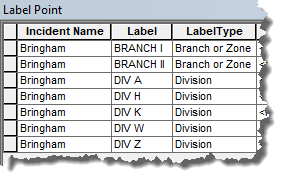 Label Point
Incident Name Label LabelType
Bringham BRANCH I Branch or Zone
Bringham BRANCH II Branch or Zone
Bringham DIV A Division
Bringham DIV H Division
Bringham DIV K Division
Bringham DIV W Division
Bringham DIV Z Division